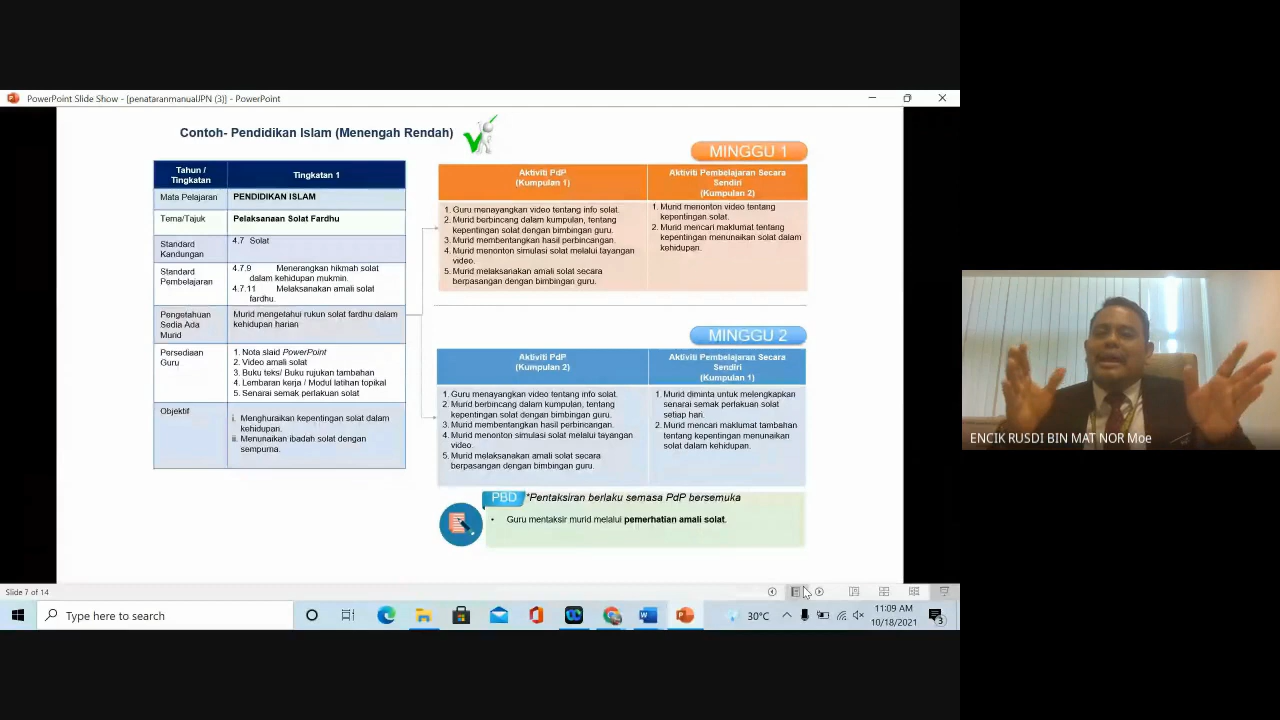 PowerPoint Slide Show - [penataranmanualJPN (3)] - PowerPoint
Contoh- Pendidikan Islam (Menengah Rendah)
Tahun /
Tingkatan
Tingkatan 1
Mata Pelajaran
PENDIDIKAN ISLAM
Tema/Tajuk
Pelaksanaan Solat Fardhu
Standard
Kandungan
4.7 Solat
Standard
Pembelajaran
4.7.9 Menerangkan hikmah solat
dalam kehidupan mukmin.
4.7.11 Melaksanakan amali solat
fardhu.
Pengetahuan
Sedia Ada
Murid
Murid mengetahui rukun solat fardhu dalam
kehidupan harian
Persediaan
Guru
1. Nota slaid PowerPoint
2. Video amali solat
3. Buku teks/ Buku rujukan tambahan
4. Lembaran kerja / Modul latihan topikal
5. Senarai semak perlakuan solat
Objektif
i. Menghuraikan kepentingan solat dalam
kehidupan.
ii. Menunaikan ibadah solat dengan
sempurna.
MINGGU 1
Aktiviti PdP
(Kumpulan 1)
Aktiviti Pembelajaran Secara
Sendiri
(Kumpulan 2)
1. Guru menayangkan video tentang info solat.
2. Murid berbincang dalam kumpulan, tentang
kepentingan solat dengan bimbingan guru.
3. Murid membentangkan hasil perbincangan.
4. Murid menonton simulasi solat melalui tayangan
video.
5. Murid melaksanakan amali solat secara
berpasangan dengan bimbingan guru.
1. Murid menonton video tentang
kepentingan solat.
2. Murid mencari maklumat tentang
kepentingan menunaikan solat dalam
kehidupan.
MINGGU 2
Aktiviti PdP
(Kumpulan 2)
Aktiviti Pembelajaran Secara
Sendiri
(Kumpulan 1)
1. Guru menayangkan video tentang info solat.
2. Murid berbincang dalam kumpulan, tentang
kepentingan solat dengan bimbingan guru.
3. Murid membentangkan hasil perbincangan.
4. Murid menonton simulasi solat melalui tayangan
video.
5. Murid melaksanakan amali solat secara
berpasangan dengan bimbingan guru.
1. Murid diminta untuk melengkapkan
senarai semak perlakuan solat
setiap hari.
2. Murid mencari maklumat tambahan
tentang kepentingan menunaikan
solat dalam kehidupan.
PBD *Pentaksiran berlaku semasa PdP bersemuka
• Guru mentaksir murid melalui pemerhatian amali solat.
ENCIK RUSDI BIN MAT NOR Moe
Slide 7 of 14
Type here to search
30°C
11:09 AM
10/18/2021
3